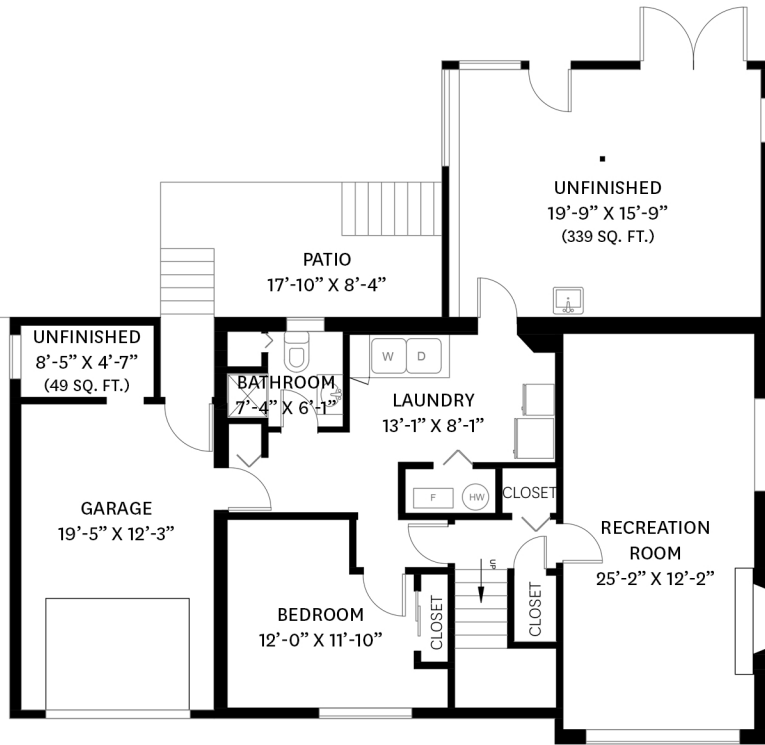 UNFINISHED
19’-9” X 15’-9”
(339 SQ. FT.)
PATIO
17’-10” X 8’-4”
UNFINISHED
8’-5” X 4’-7”
(49 SQ. FT.)
BATHROOM
7’-4” X 6’-1”
W D
LAUNDRY
13’-1” X 8’-1”
F HW
CLOSET
GARAGE
19’-5” X 12’-3”
RECREATION
ROOM
25’-2” X 12’-2”
UP
BEDROOM
12’-0” X 11’-10”
CLOSET
CLOSET